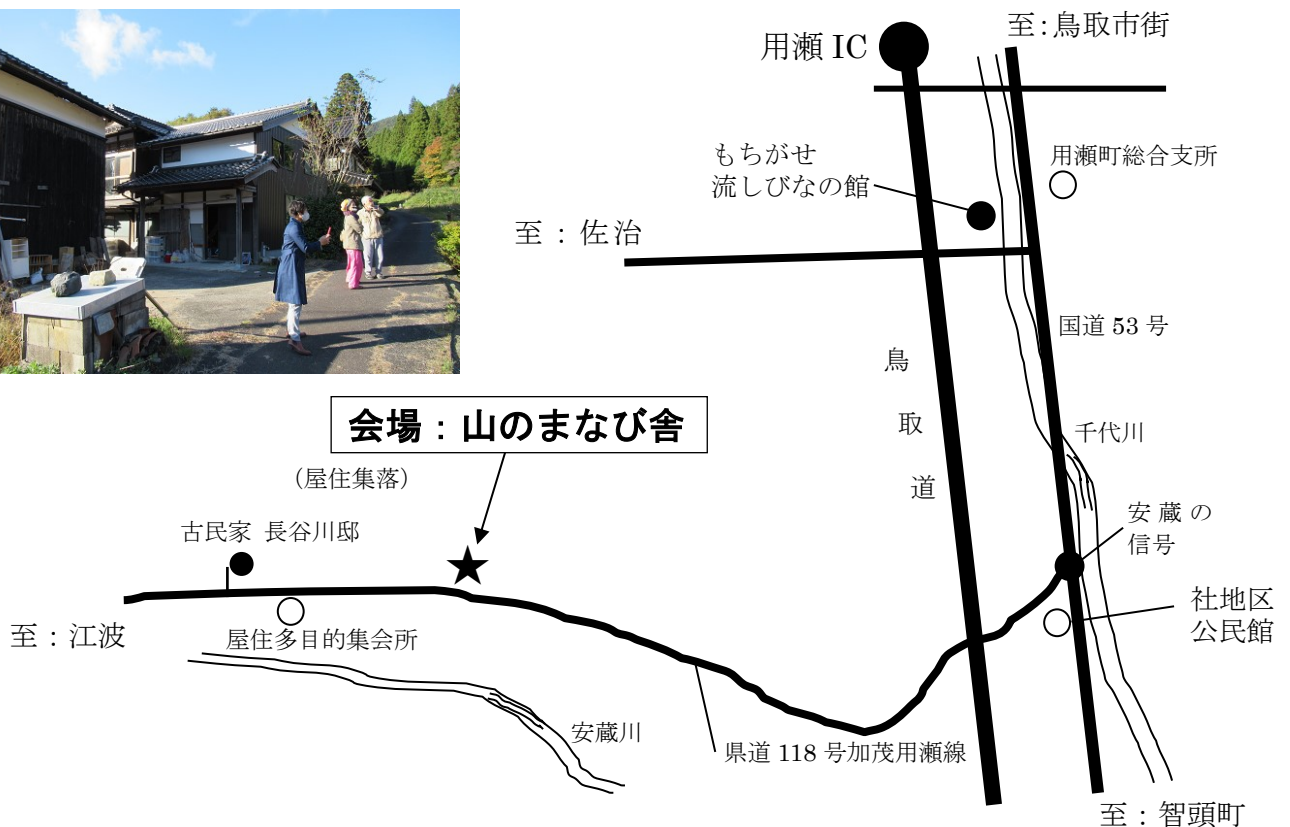 至：鳥取市街
用瀬 IC
もちがせ
流しびなの館
用瀬町総合支所
至：佐治
国道 53 号
鳥取道
会場：山のまなび舎
（屋住集落）
千代川
古民家 長谷川邸
安蔵の
信号
社地区
公民館
至：江波
屋住多目的集会所
安蔵川
県道 118 号加茂用瀬線
至：智頭町